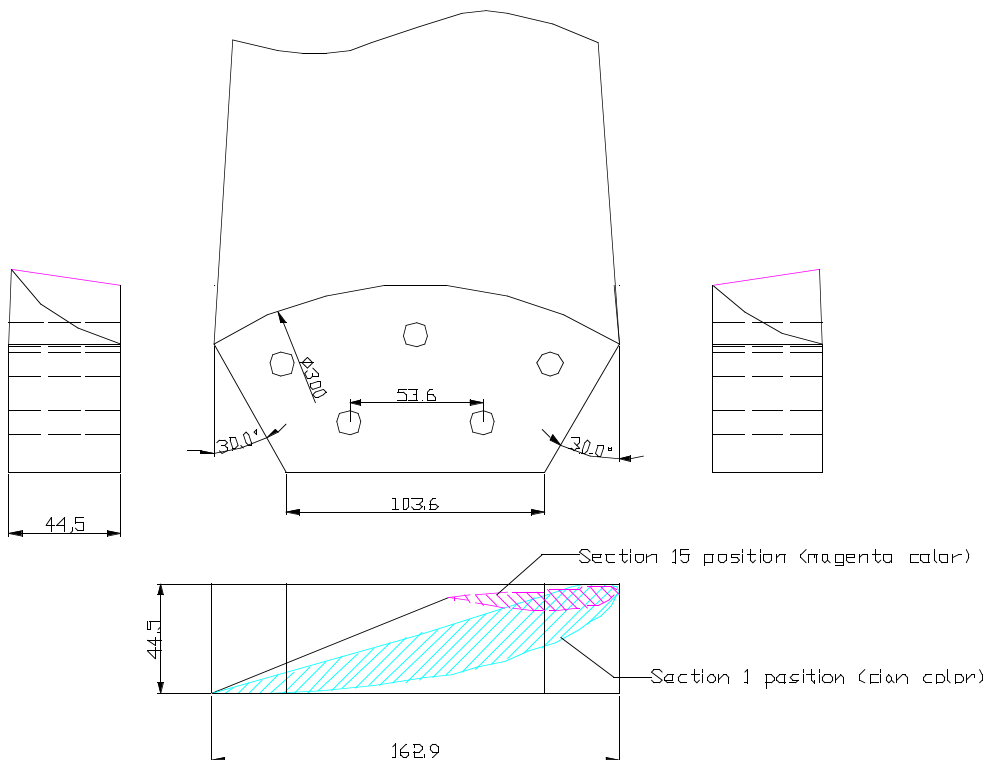 Ø300
53.6
30.0°
30.0°
103.6
44,5
Section 15 position (magenta color)
44,5
Section 1 position (cian color)
162.9